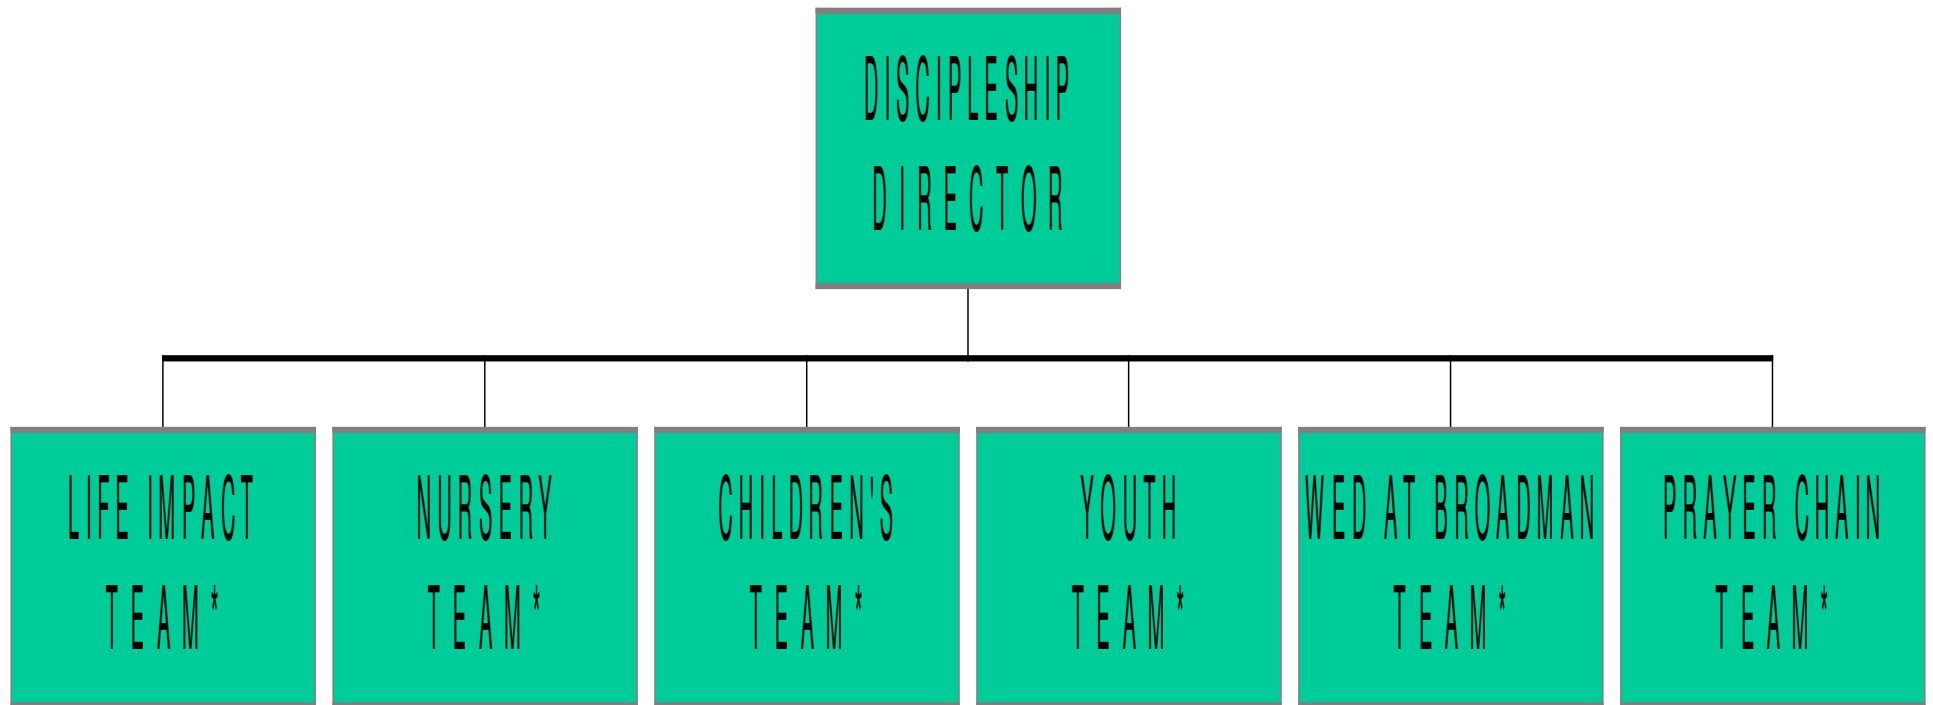 DISCIPLESHIP
DIRECTOR
LIFE IMPACT
TEAM*
NURSERY
TEAM*
CHILDREN'S
TEAM*
YOUTH
TEAM*
WED AT BROADMAN
TEAM*
PRAYER CHAIN
TEAM*